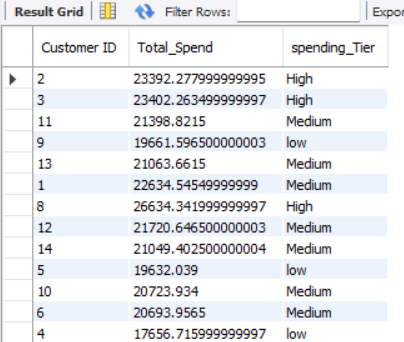 Result Grid Filter Rows: Expor
Customer ID Total_Spend spending_Tier
2 23392.277999999995 High
3 23402.263499999997 High
11 21398.8215 Medium
9 19661.596500000003 low
13 21063.6615 Medium
1 22634.54549999999 Medium
8 26634.341999999997 High
12 21720.646500000003 Medium
14 21049.402500000004 Medium
5 19632.039 low
10 20723.934 Medium
6 20693.9565 Medium
4 17656.715999999997 low